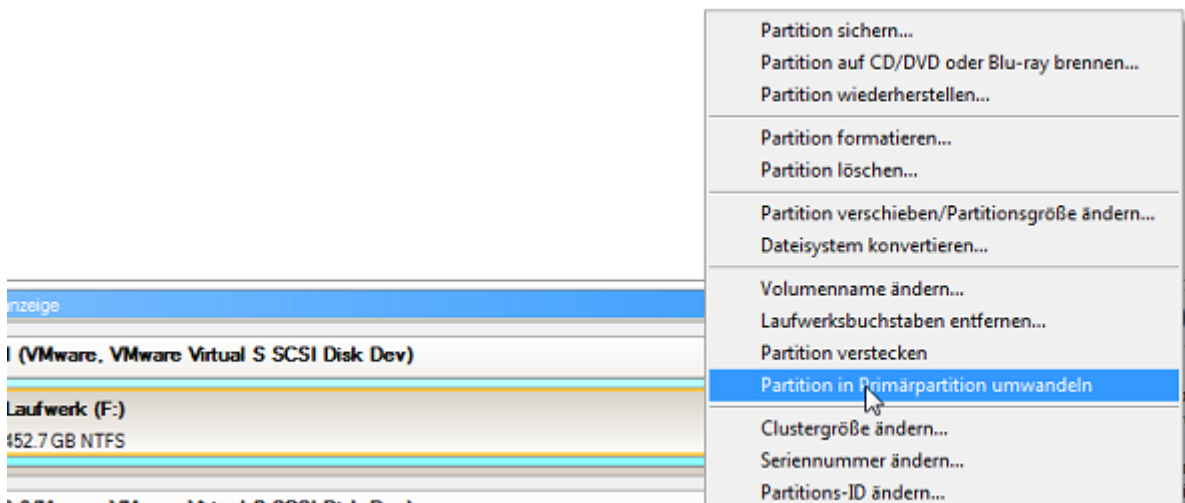 Partition sichern...
Partition auf CD/DVD oder Blu-ray brennen...
Partition wiederherstellen...
Partition formatieren...
Partition löschen...
Partition verschieben/Partitionsgröße ändern...
Dateisystem konvertieren...
Volumenname ändern...
Laufwerksbuchstaben entfernen...
Partition verstecken
Partition in Primärpartition umwandeln
Clustergröße ändern...
Seriennummer ändern...
Partitions-ID ändern...
anzeige
(VMware, VMware Virtual S SCSI Disk Dev)
Laufwerk (F:)
452.7 GB NTFS